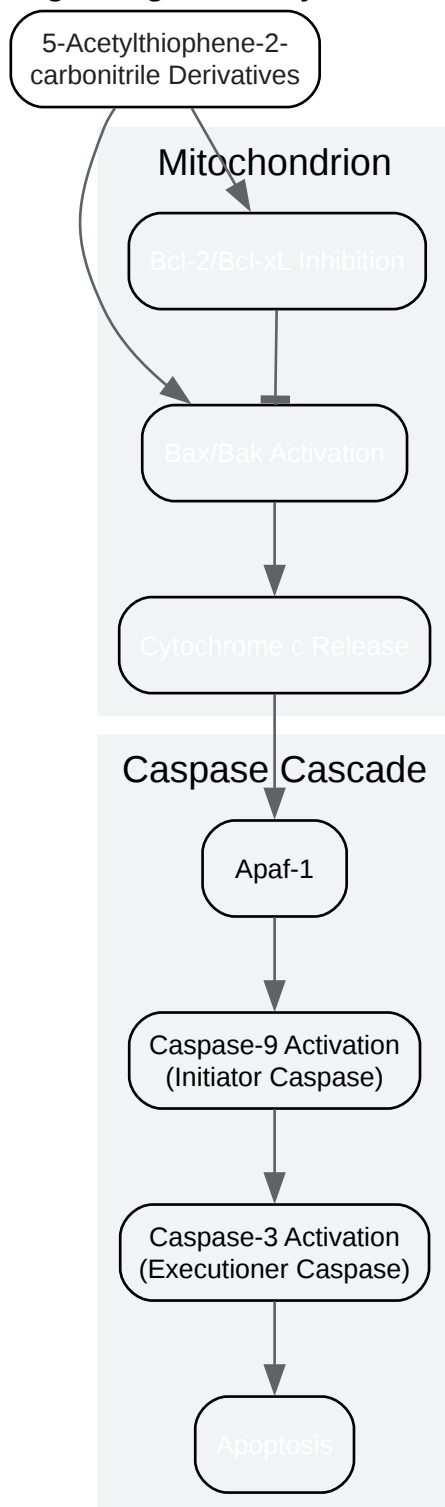 5-Acetylthiophene-2-
carbonitrile Derivatives
Mitochondrion
Bcl-2/Bcl-xL Inhibition
Bax/Bak Activation
Cytochrome c Release
Caspase Cascade
Apaf-1
Caspase-9 Activation
(Initiator Caspase)
Caspase-3 Activation
(Executioner Caspase)
Apoptosis